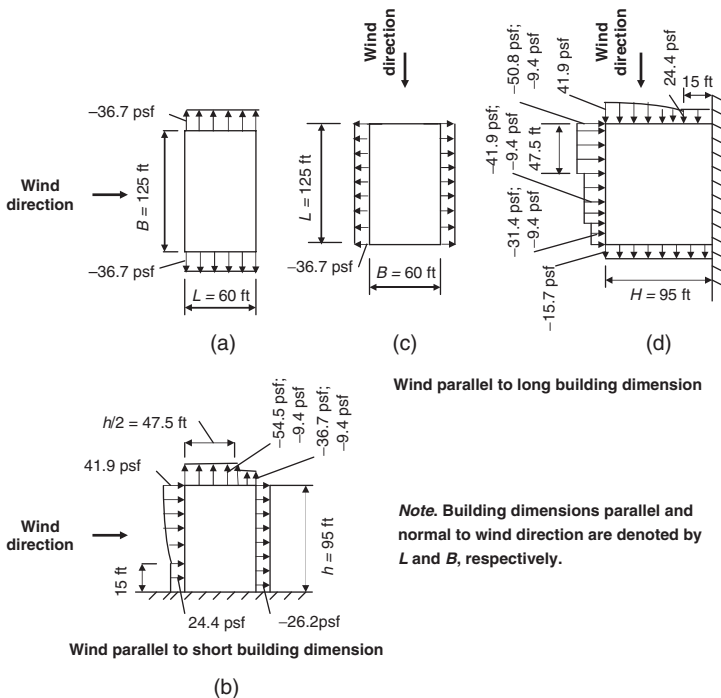 −36.7 psf
Wind
direction
B = 125 ft
−36.7 psf
L = 60 ft
(a)
Wind
direction
L = 125 ft
−36.7 psf
B = 60 ft
(c)
Wind
direction
−50.8 psf;
−9.4 psf
41.9 psf
24.4 psf
15 ft
−41.9 psf;
−9.4 psf
47.5 ft
−31.4 psf;
−9.4 psf
−15.7 psf
H = 95 ft
(d)
Wind parallel to long building dimension
h/2 = 47.5 ft
−54.5 psf;
−9.4 psf
−36.7 psf;
−9.4 psf
41.9 psf
Wind
direction
15 ft
h = 95 ft
24.4 psf
−26.2psf
Wind parallel to short building dimension
(b)
Note. Building dimensions parallel and
normal to wind direction are denoted by
L and B, respectively.